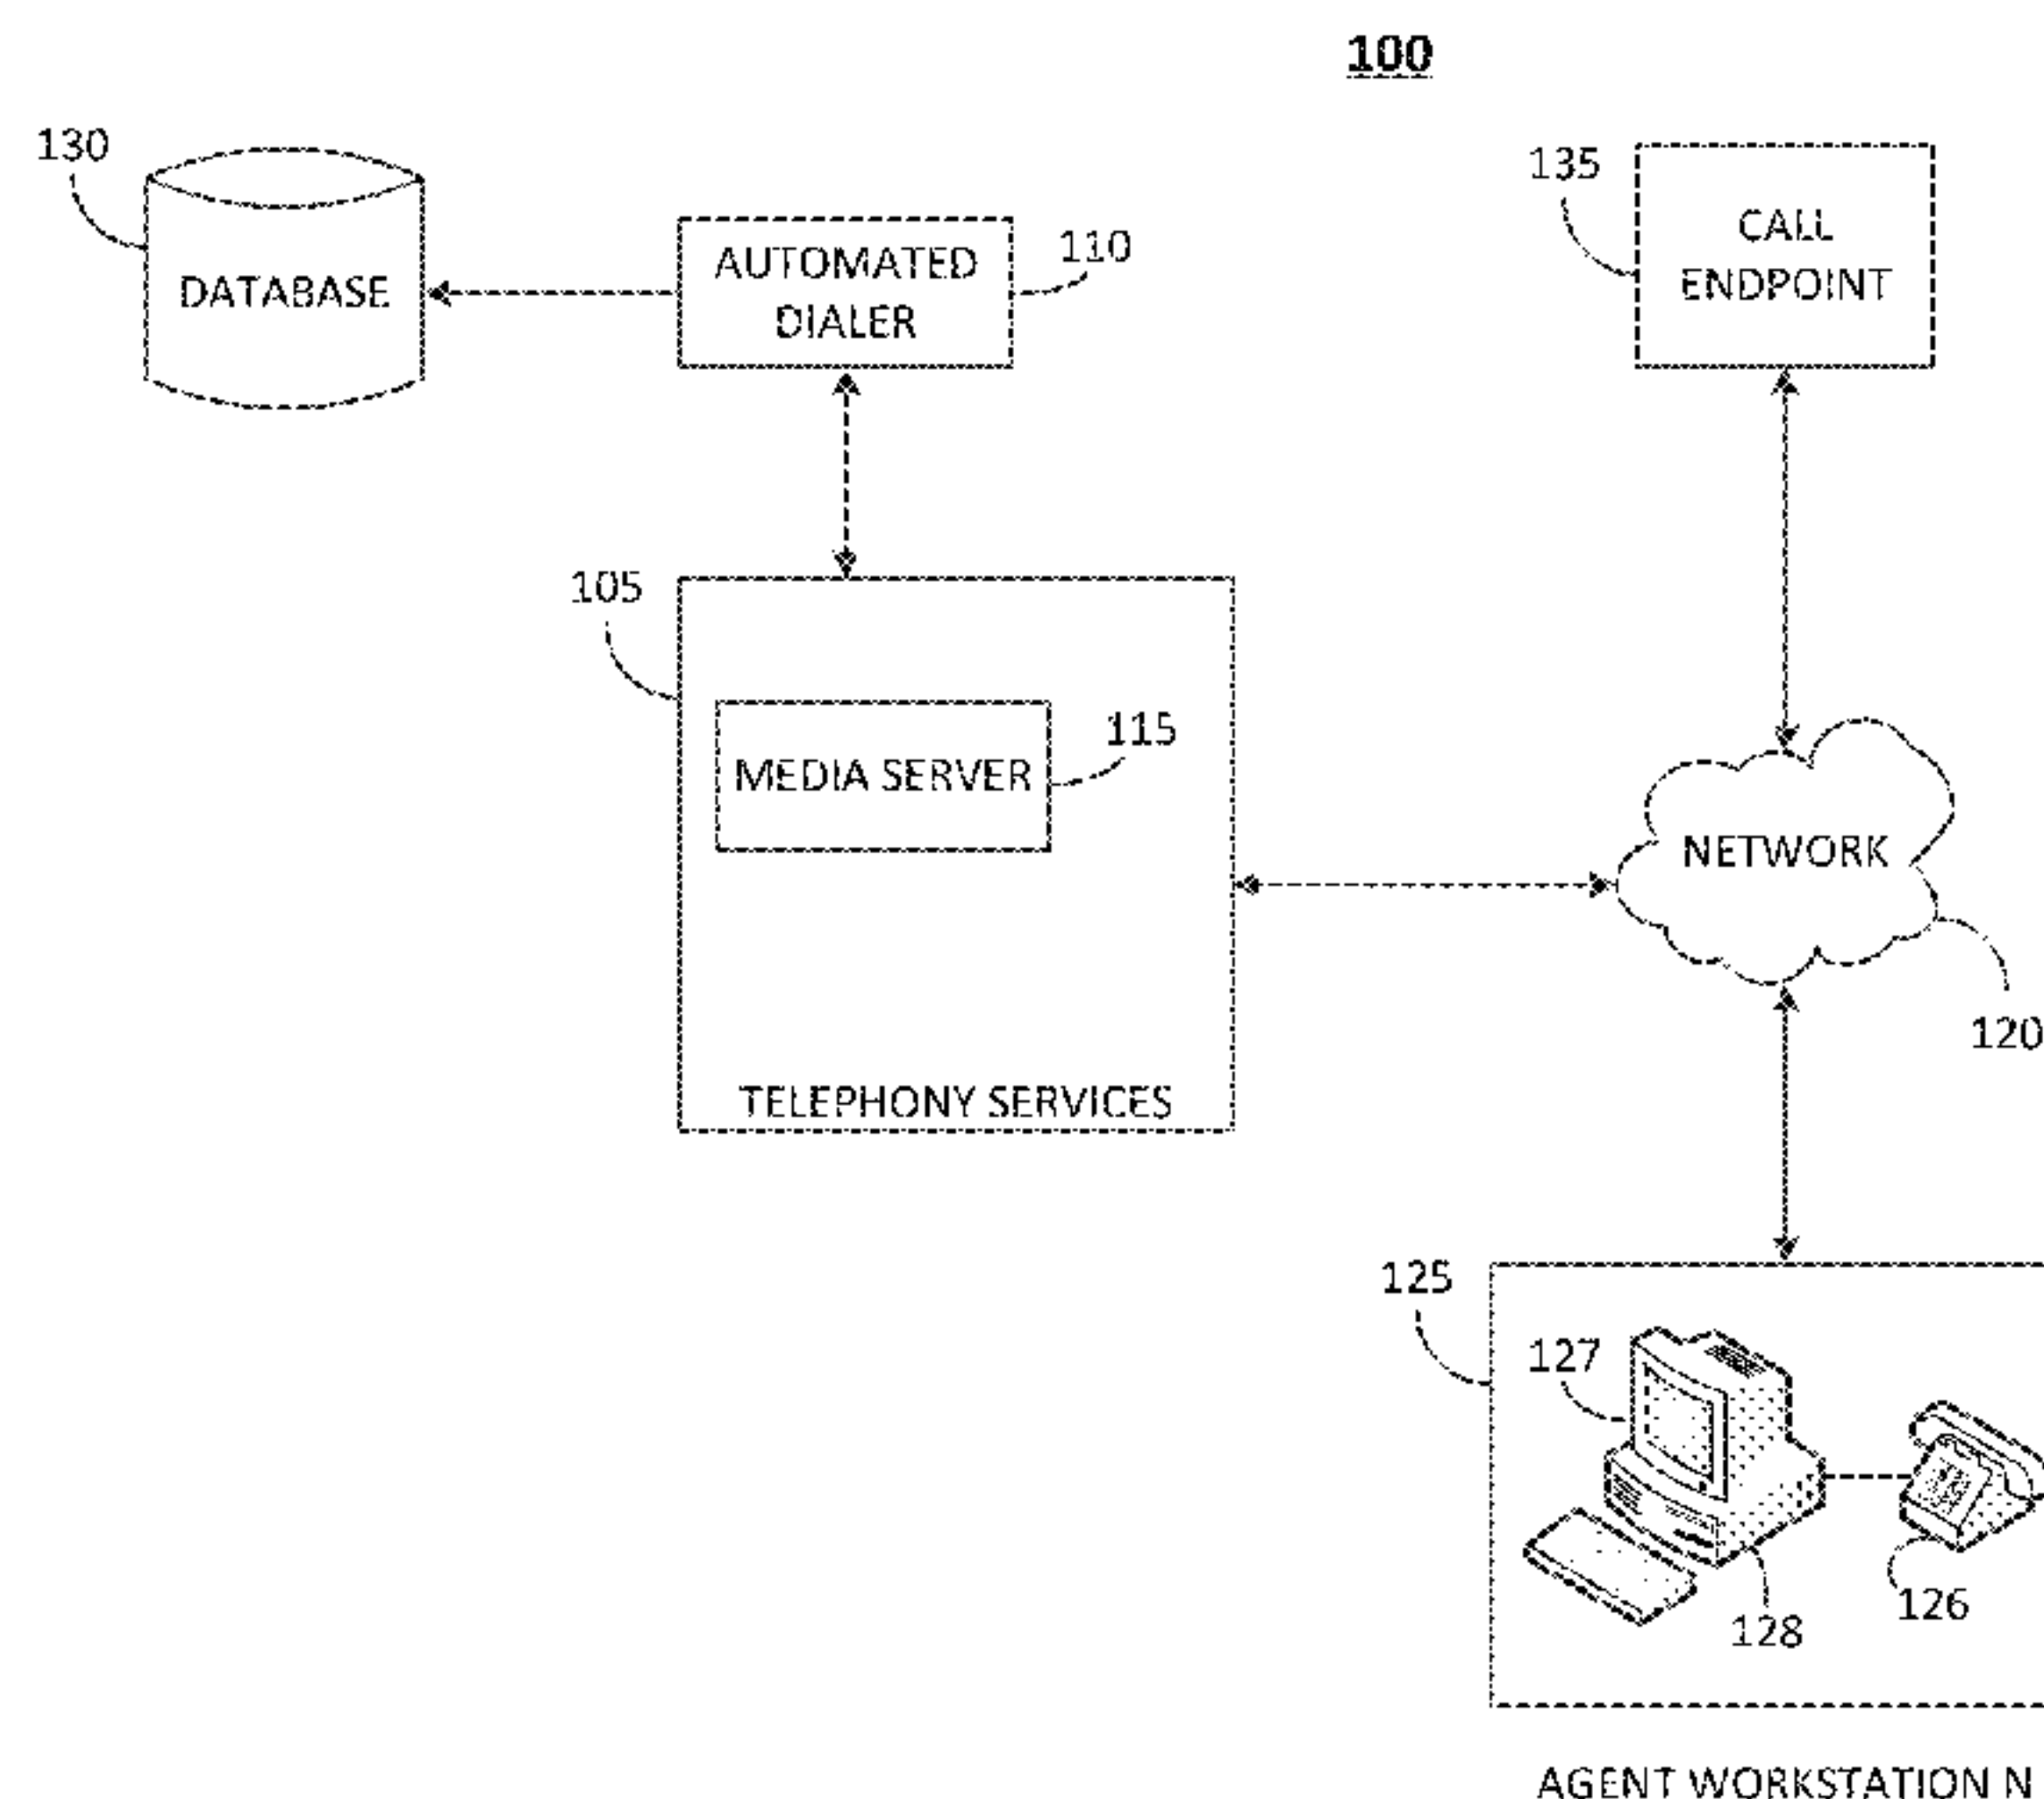 100
130
DATABASE
AUTOMATED
DIALER
110
135
CALL
ENDPOINT
105
MEDIA SERVER
115
TELEPHONY SERVICES
NETWORK
120
125
127
128
126
AGENT WORKSTATION N